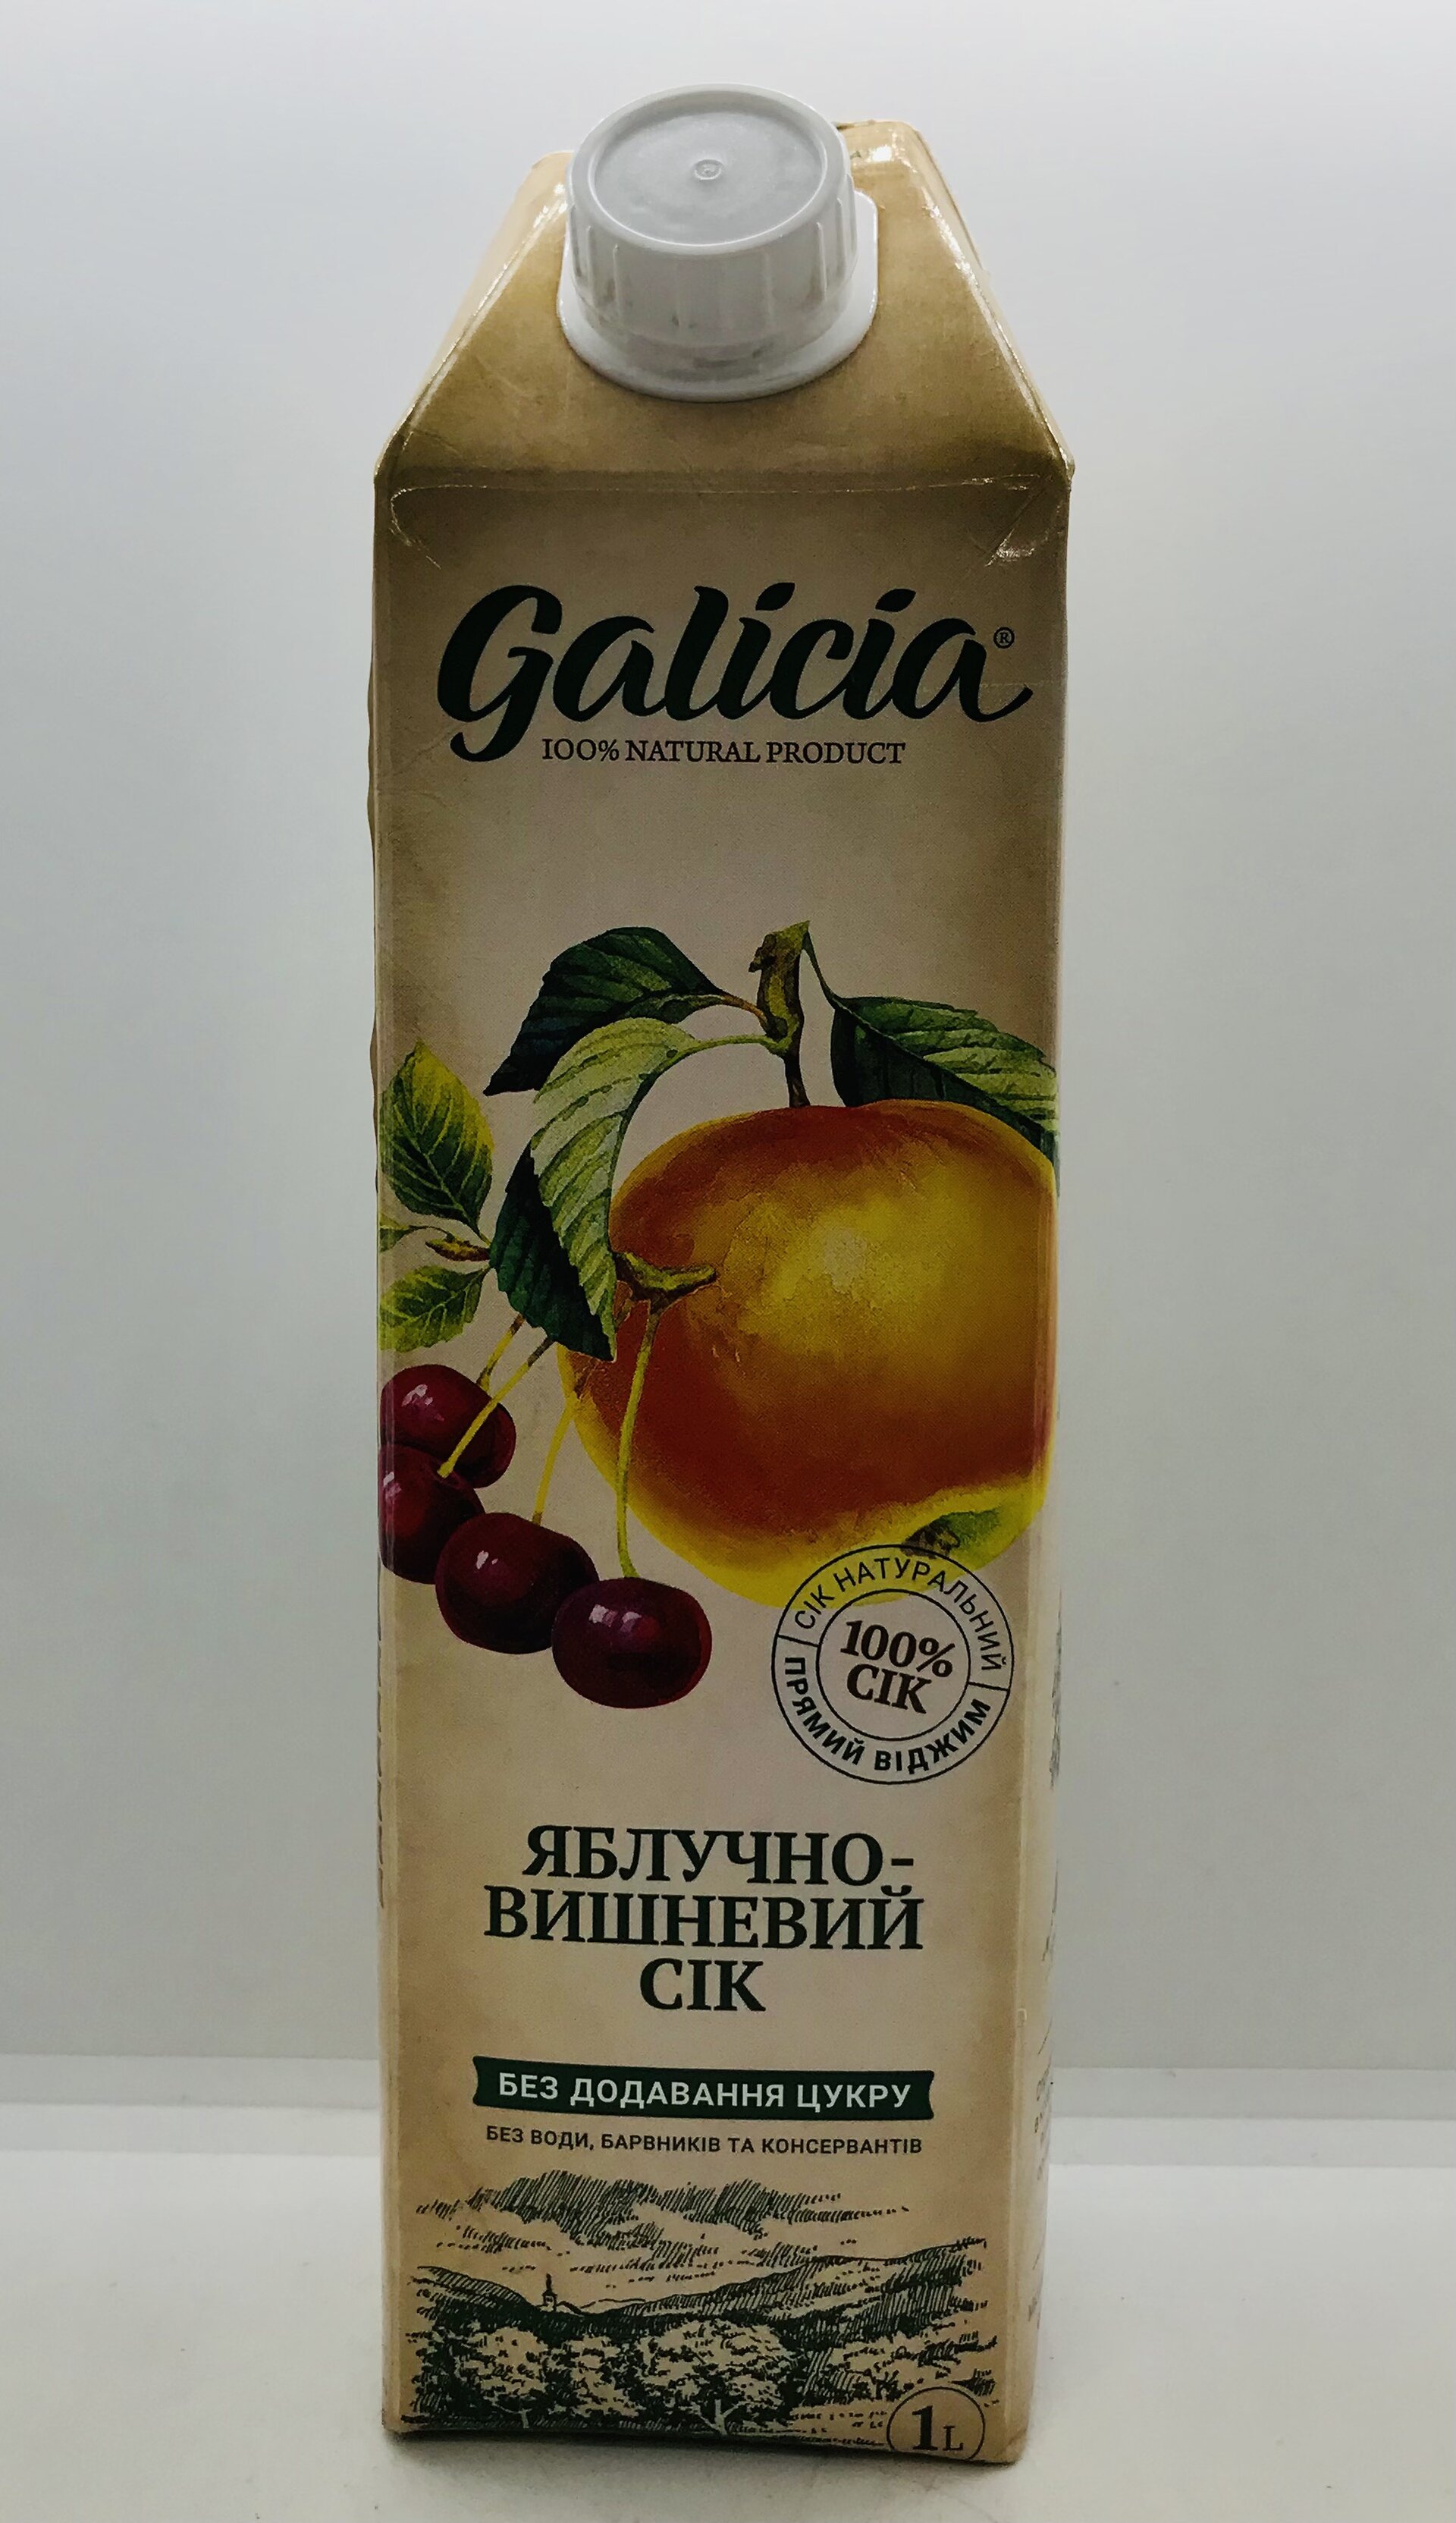 Galicia®
100% NATURAL PRODUCT
СІК НАТУРАЛЬНИЙ
100%
СІК
ПРЯМИЙ ВІДЖИМ
ЯБЛУЧНО-
ВИШНЕВИЙ
СІК
БЕЗ ДОДАВАННЯ ЦУКРУ
БЕЗ ВОДИ, БАРВНИКІВ ТА КОНСЕРВАНТІВ
1L